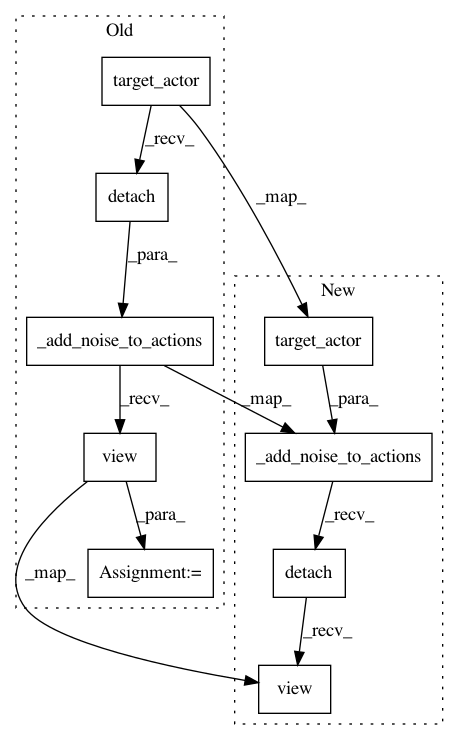 Old
target_actor
_recv_
detach
_map_
_para_
New
_add_noise_to_actions
target_actor
_recv_
_map_
_para_
view
_add_noise_to_actions
_para_
_recv_
_map_
Assignment:=
detach
_recv_
view